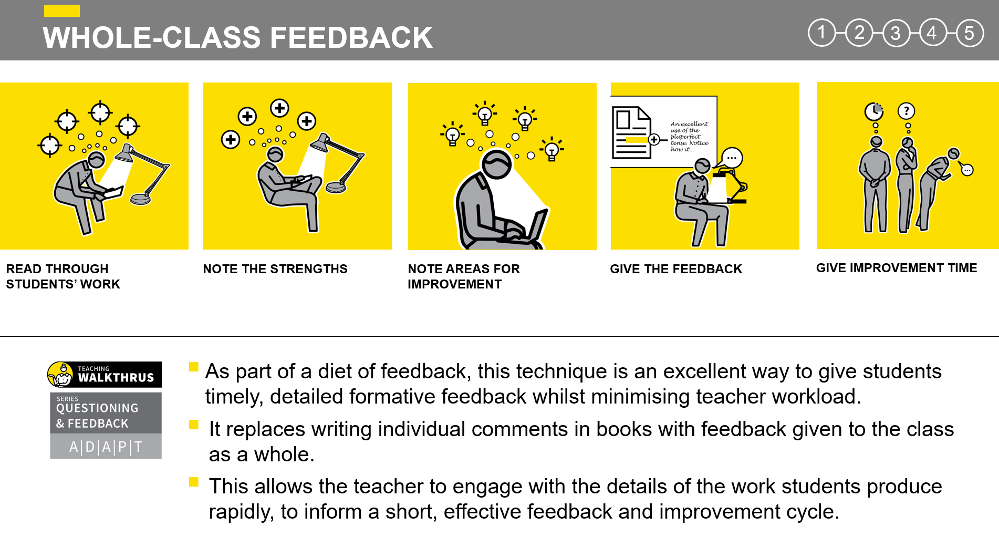 WHOLE-CLASS FEEDBACK
1 2 3 4 5
An excellent
use of the
pluperfect
tense. Notice
how it...
?
READ THROUGH
STUDENTS’ WORK
NOTE THE STRENGTHS
NOTE AREAS FOR
IMPROVEMENT
GIVE THE FEEDBACK
GIVE IMPROVEMENT TIME
TEACHING
WALKTHRUS
SERIES
QUESTIONING
& FEEDBACK
A|D|A|P|T
As part of a diet of feedback, this technique is an excellent way to give students
timely, detailed formative feedback whilst minimising teacher workload.
It replaces writing individual comments in books with feedback given to the class
as a whole.
This allows the teacher to engage with the details of the work students produce
rapidly, to inform a short, effective feedback and improvement cycle.